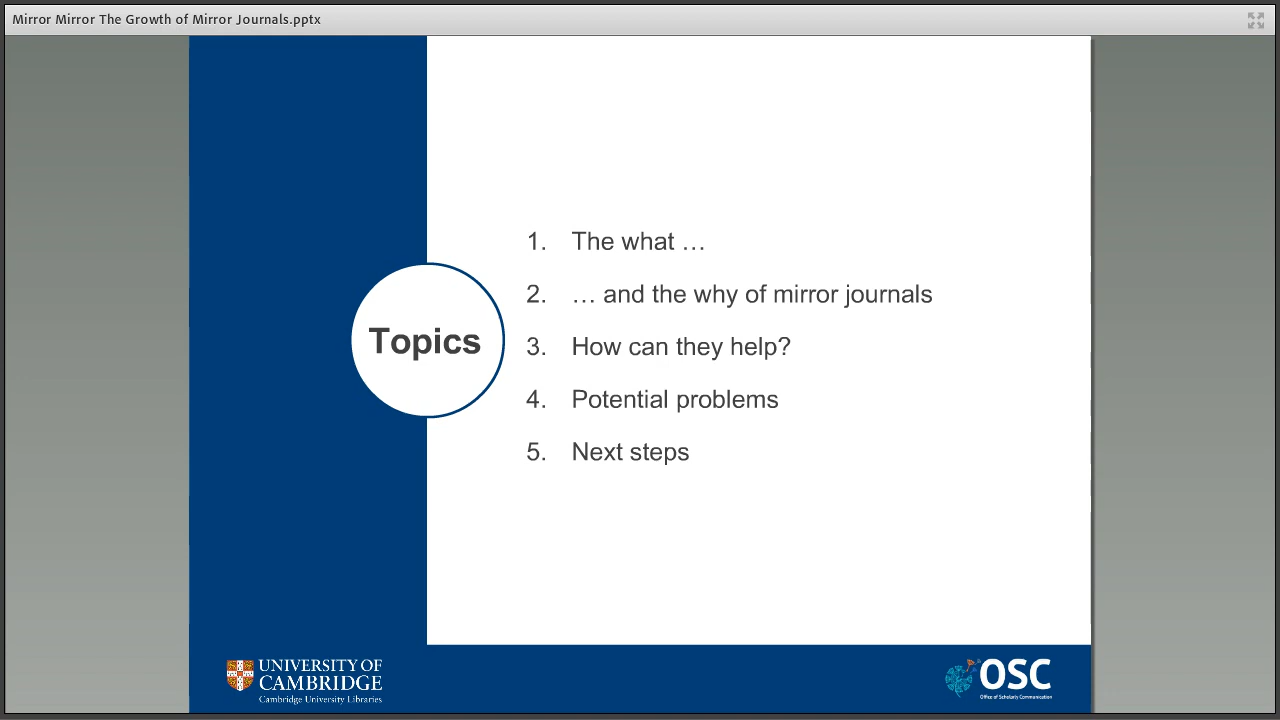 Mirror Mirror The Growth of Mirror Journals.pptx
Topics
1. The what …
2. … and the why of mirror journals
3. How can they help?
4. Potential problems
5. Next steps
UNIVERSITY OF
CAMBRIDGE
Cambridge University Libraries
OSC
Office of Scholarly Communication